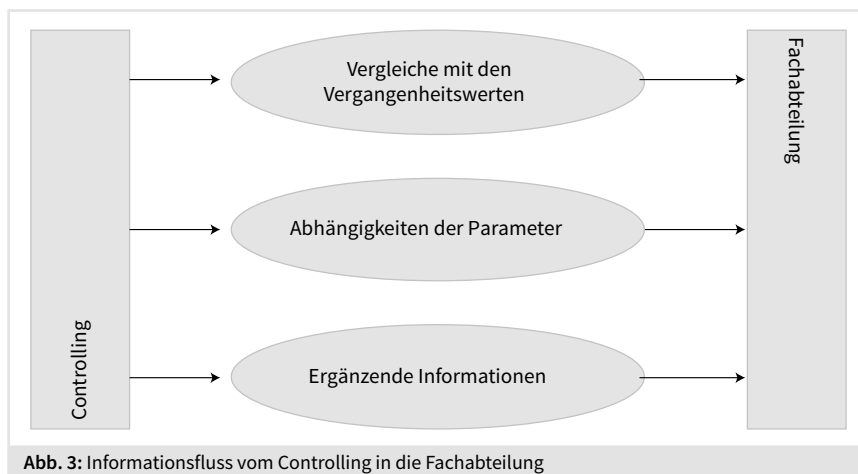 Controlling
Vergleiche mit den
Vergangenheitswerten
Abhängigkeiten der Parameter
Ergänzende Informationen
Fachabteilung
Abb. 3: Informationsfluss vom Controlling in die Fachabteilung